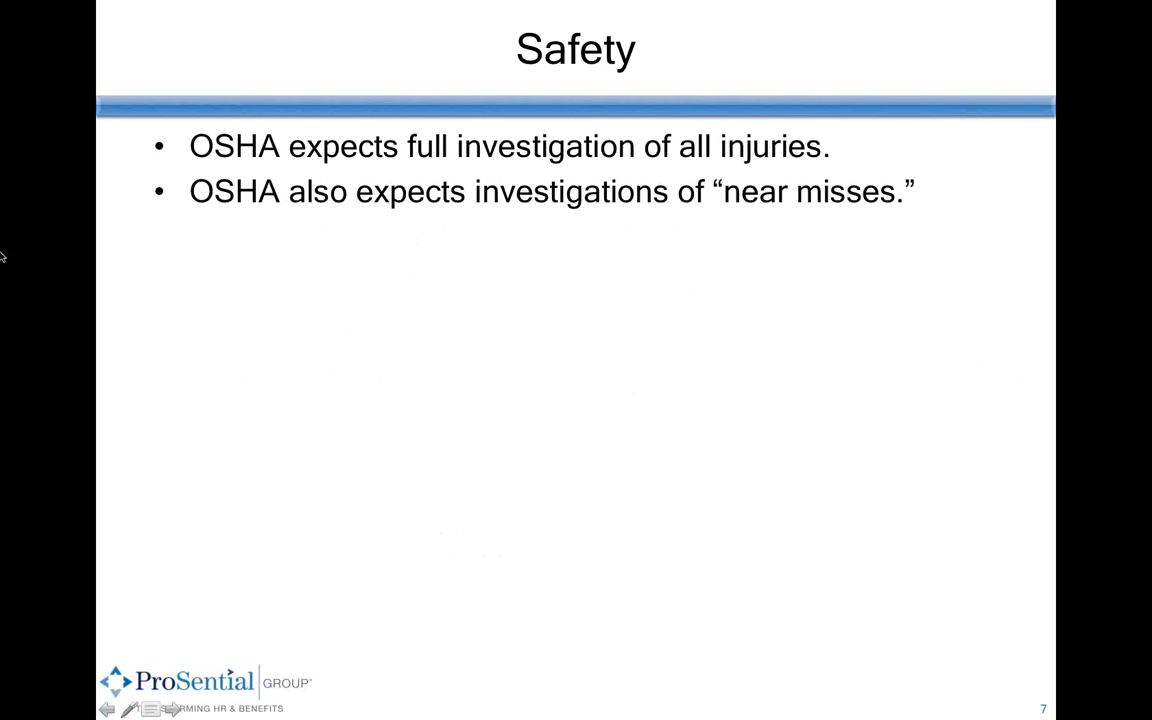 Safety
• OSHA expects full investigation of all injuries.
• OSHA also expects investigations of “near misses.”
ProSential GROUP™
RMING HR & BENEFITS
7